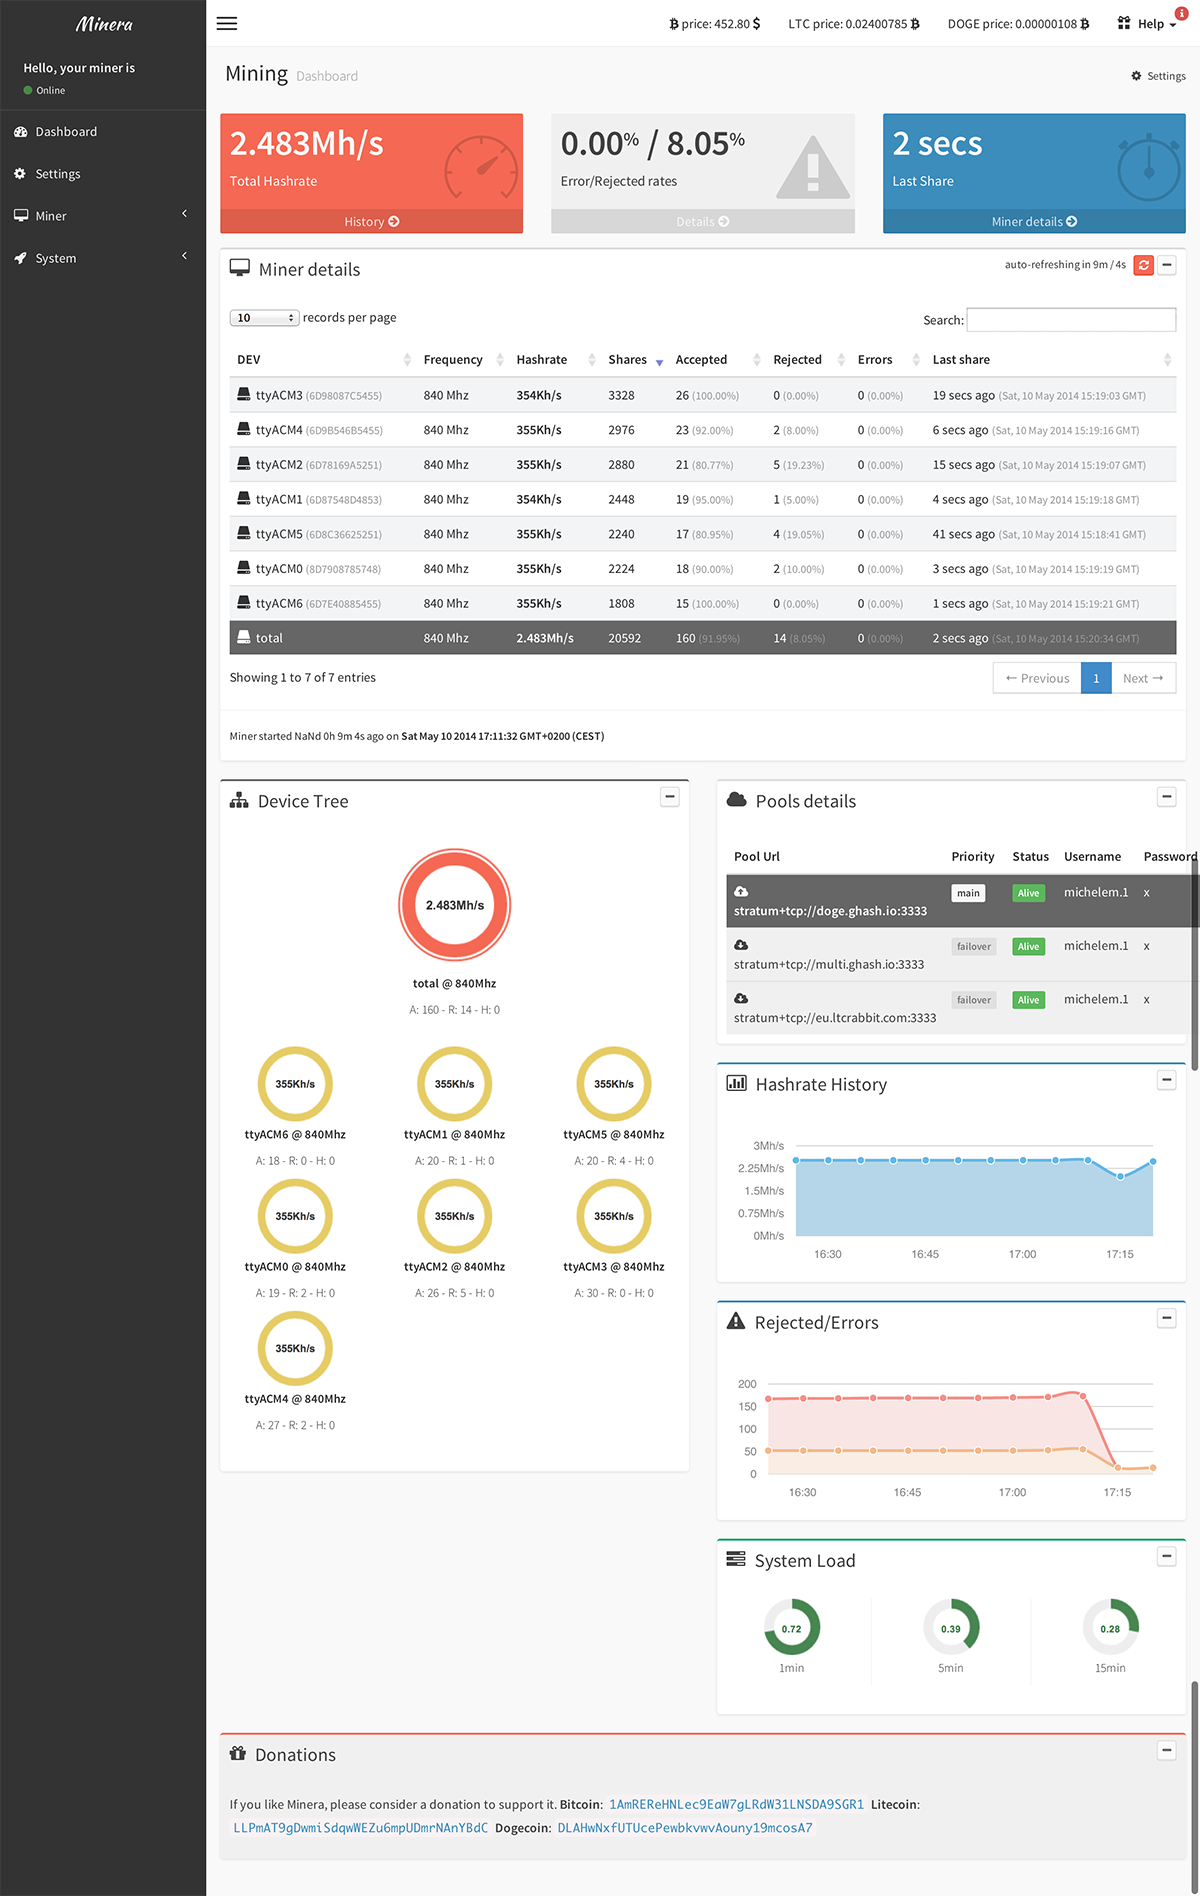 Minera
₿ price: 452.80 $ LTC price: 0.02400785 ₿ DOGE price: 0.00000108 ₿ Help i
Hello, your miner is
Online
Dashboard
Settings
Miner
System
Mining Dashboard Settings
2.483Mh/s
Total Hashrate
History
0.00% / 8.05%
Error/Rejected rates
Details
2 secs
Last Share
Miner details
Miner details auto-refreshing in 9m / 4s
10 records per page Search:
DEV Frequency Hashrate Shares Accepted Rejected Errors Last share
ttyACM3 (6D98087C5455) 840 Mhz 354Kh/s 3328 26 (100.00%) 0 (0.00%) 0 (0.00%) 19 secs ago (Sat, 10 May 2014 15:19:03 GMT)
ttyACM4 (6D9B546B5455) 840 Mhz 355Kh/s 2976 23 (92.00%) 2 (8.00%) 0 (0.00%) 6 secs ago (Sat, 10 May 2014 15:19:16 GMT)
ttyACM2 (6D78169A5251) 840 Mhz 355Kh/s 2880 21 (80.77%) 5 (19.23%) 0 (0.00%) 15 secs ago (Sat, 10 May 2014 15:19:07 GMT)
ttyACM1 (6D87548D4853) 840 Mhz 354Kh/s 2448 19 (95.00%) 1 (5.00%) 0 (0.00%) 4 secs ago (Sat, 10 May 2014 15:19:18 GMT)
ttyACM5 (6D8C36625251) 840 Mhz 355Kh/s 2240 17 (80.95%) 4 (19.05%) 0 (0.00%) 41 secs ago (Sat, 10 May 2014 15:18:41 GMT)
ttyACM0 (8D7908785748) 840 Mhz 355Kh/s 2224 18 (90.00%) 2 (10.00%) 0 (0.00%) 3 secs ago (Sat, 10 May 2014 15:19:19 GMT)
ttyACM6 (6D7E40885455) 840 Mhz 355Kh/s 1808 15 (100.00%) 0 (0.00%) 0 (0.00%) 1 secs ago (Sat, 10 May 2014 15:19:21 GMT)
total 840 Mhz 2.483Mh/s 20592 160 (91.95%) 14 (8.05%) 0 (0.00%) 2 secs ago (Sat, 10 May 2014 15:20:34 GMT)
Showing 1 to 7 of 7 entries ← Previous 1 Next →
Miner started NaNd 0h 9m 4s ago on Sat May 10 2014 17:11:32 GMT+0200 (CEST)
Device Tree
2.483Mh/s
total @ 840Mhz
A: 160 - R: 14 - H: 0
355Kh/s 355Kh/s 355Kh/s
ttyACM6 @ 840Mhz ttyACM1 @ 840Mhz ttyACM5 @ 840Mhz
A: 18 - R: 0 - H: 0 A: 20 - R: 1 - H: 0 A: 20 - R: 4 - H: 0
355Kh/s 355Kh/s 355Kh/s
ttyACM0 @ 840Mhz ttyACM2 @ 840Mhz ttyACM3 @ 840Mhz
A: 19 - R: 2 - H: 0 A: 26 - R: 5 - H: 0 A: 30 - R: 0 - H: 0
355Kh/s
ttyACM4 @ 840Mhz
A: 27 - R: 2 - H: 0
Pools details
Pool Url Priority Status Username Password
stratum+tcp://doge.ghash.io:3333 main Alive michelem.1 x
stratum+tcp://multi.ghash.io:3333 failover Alive michelem.1 x
stratum+tcp://eu.ltcrabbit.com:3333 failover Alive michelem.1 x
Hashrate History
3Mh/s
2.25Mh/s
1.5Mh/s
0.75Mh/s
0Mh/s
16:30 16:45 17:00 17:15
Rejected/Errors
200
150
100
50
0
16:30 16:45 17:00 17:15
System Load
0.72 0.39 0.28
1min 5min 15min
Donations
If you like Minera, please consider a donation to support it. Bitcoin: 1AmREReHNLec9EaW7gLRdW31LNSDA9SGR1 Litecoin:
LLPmAT9gDwmiSdqwWEZu6mpUDmrNAnYBdC Dogecoin: DLAHwNxfUTUcePewbkvwvAouny19mcosA7